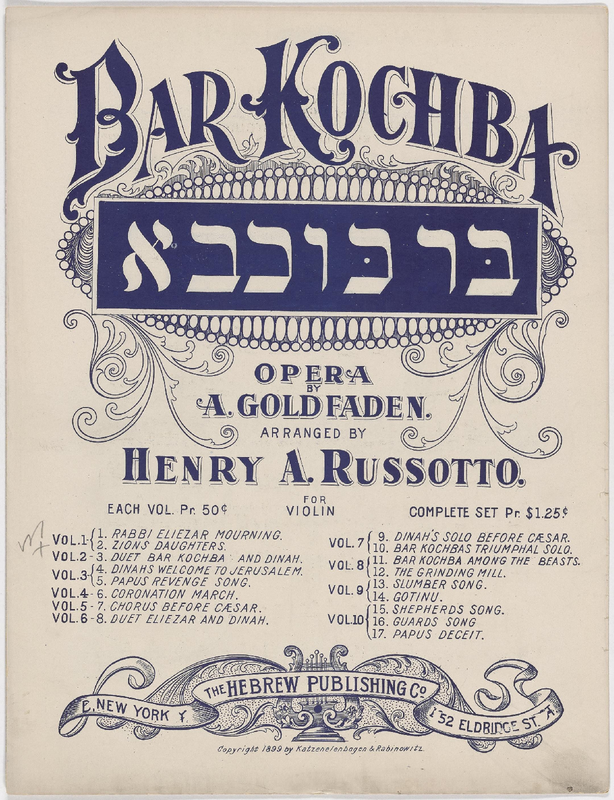 BAR KOCHBA
בּר כּוכבא
OPERA
BY
A. GOLDFADEN.
ARRANGED BY
HENRY A. RUSSOTTO.
FOR
EACH VOL. Pr. 50¢ VIOLIN COMPLETE SET Pr. $1.25¢
VOL.1 1. RABBI ELIEZAR MOURNING.
2. ZIONS DAUGHTERS.
VOL.2-3. DUET BAR KOCHBA AND DINAH.
VOL.3 4. DINAHS WELCOME TO JERUSALEM.
5. PAPUS REVENGE SONG.
VOL.4-6. CORONATION MARCH.
VOL.5-7. CHORUS BEFORE CÆSAR.
VOL.6-8. DUET ELIEZAR AND DINAH.
VOL.7 9. DINAH'S SOLO BEFORE CÆSAR.
10. BAR KOCHBAS TRIUMPHAL SOLO.
VOL.8 11. BAR KOCHBA AMONG THE BEASTS.
12. THE GRINDING MILL.
VOL.9 13. SLUMBER SONG.
14. GOTINU.
VOL.10 15. SHEPHERDS SONG.
16. GUARDS SONG
17. PAPUS DECEIT.
THE HEBREW PUBLISHING Co
NEW YORK
152 ELDRIDGE ST.
Copyright 1899 by Katzenelenbogen & Rabinowitz.